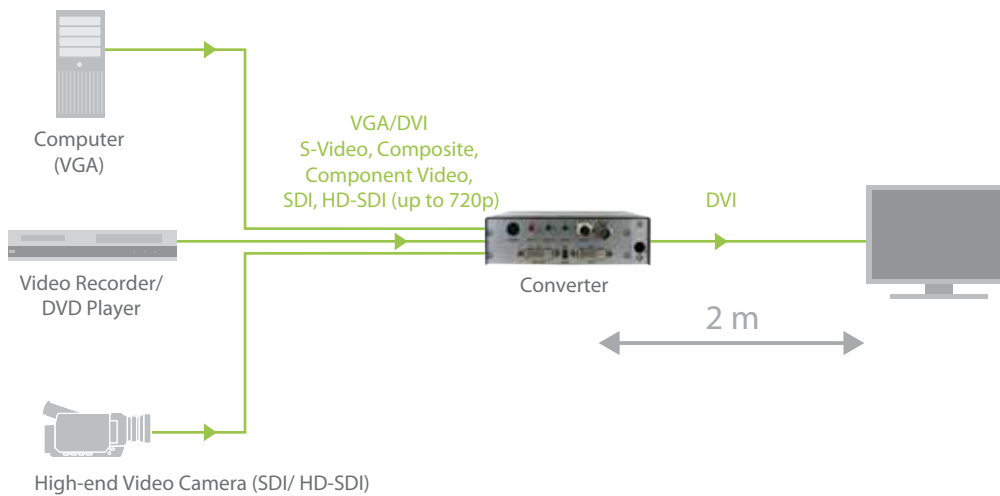 Computer
(VGA)
VGA/DVI
S-Video, Composite,
Component Video,
SDI, HD-SDI (up to 720p)
DVI
Video Recorder/
DVD Player
Converter
2 m
High-end Video Camera (SDI/ HD-SDI)